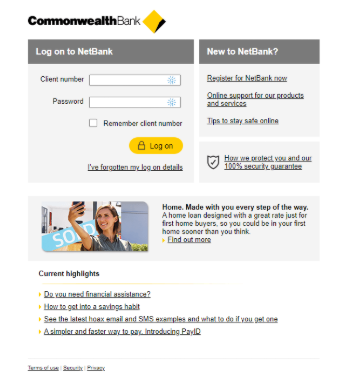 CommonwealthBank
Log on to NetBank
Client number
Password
Remember client number
Log on
I've forgotten my log on details
New to NetBank?
Register for NetBank now
Online support for our products
and services
Tips to stay safe online
How we protect you and our
100% security guarantee
SOLD
Home. Made with you every step of the way.
A home loan designed with a great rate just for
first home buyers, so you could be in your first
home sooner than you think.
Find out more
Current highlights
Do you need financial assistance?
How to get into a savings habit
See the latest hoax email and SMS examples and what to do if you get one
A simpler and faster way to pay. Introducing PayID
Terms of use | Security | Privacy